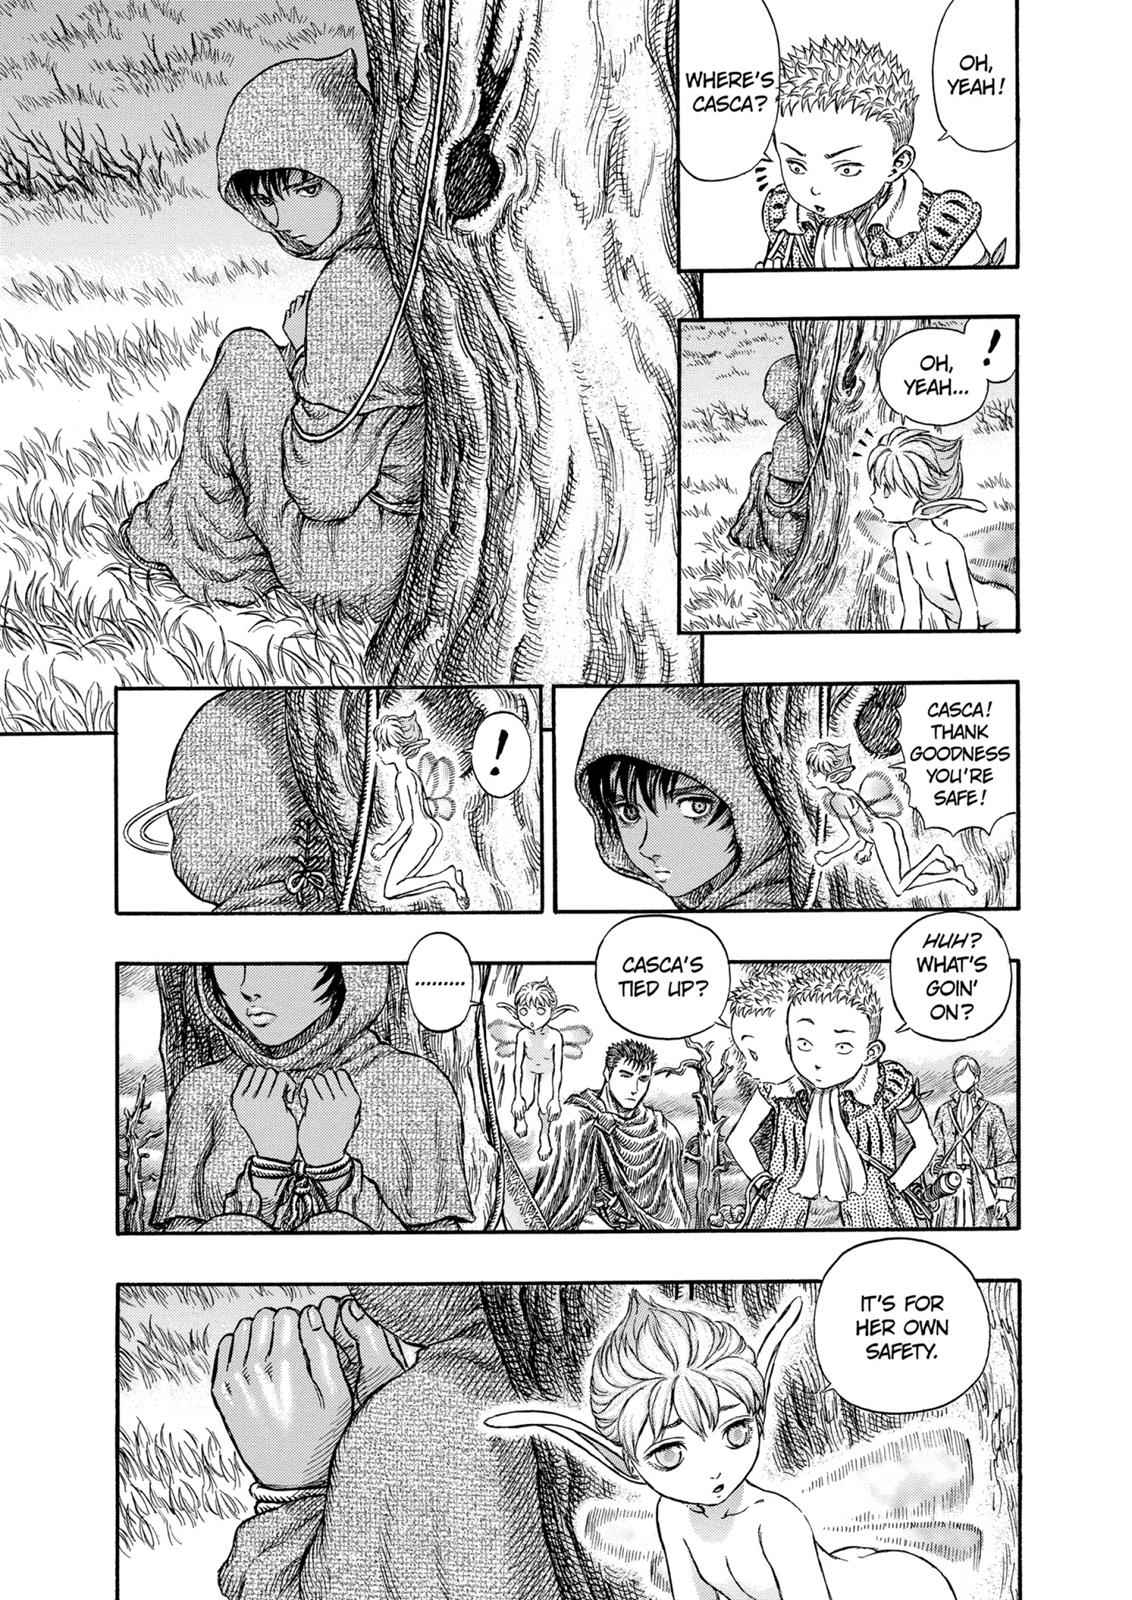 OH,
YEAH!
WHERE'S
CASCA?
!
OH,
YEAH...
CASCA!
THANK
GOODNESS
YOU'RE
SAFE!
!
HUH?
WHAT'S
GOIN'
ON?
CASCA'S
TIED UP?
..........
IT'S FOR
HER OWN
SAFETY.